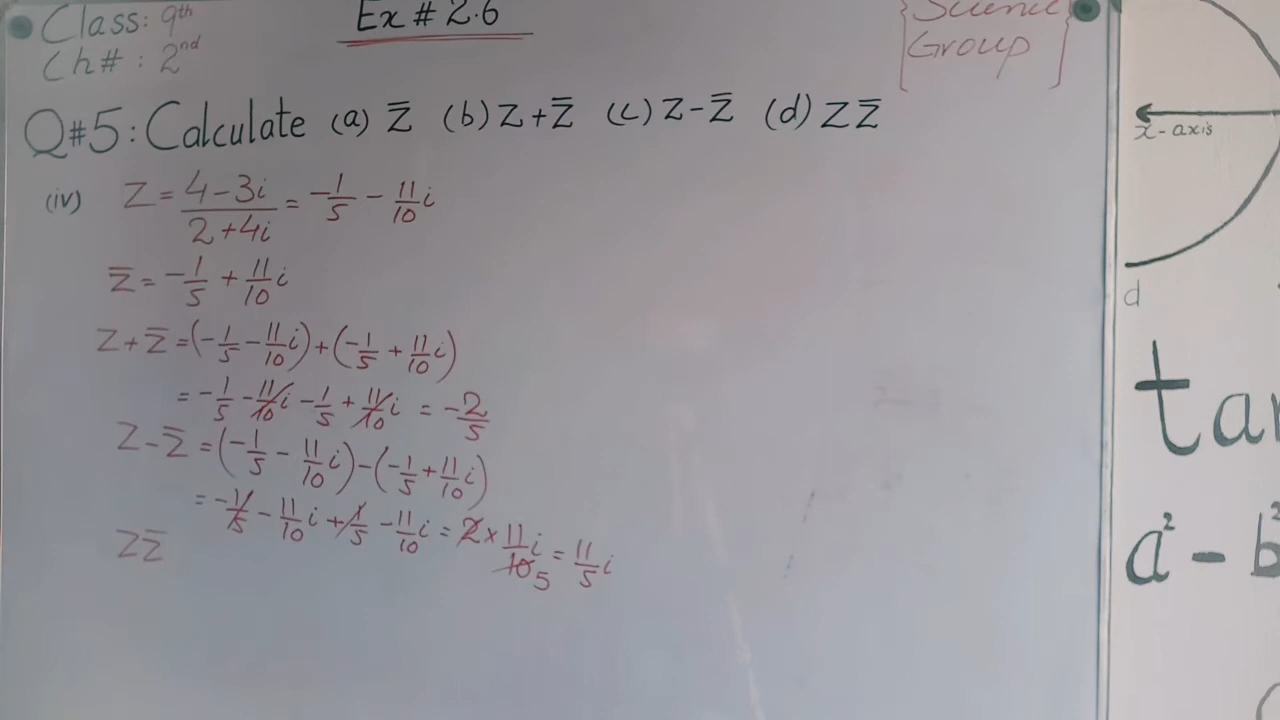 Class: 9th
Ch# : 2nd
Ex # 2.6
Science
Group
Q#5: Calculate (a) z̅ (b) Z + z̅ (c) Z - z̅ (d) Z z̅
(iv) Z = (4-3i)/(2+4i) = -1/5 - 11/10 i
z̅ = -1/5 + 11/10 i
Z + z̅ = (-1/5 - 11/10 i) + (-1/5 + 11/10 i)
= -1/5 - 11/10 i - 1/5 + 11/10 i = -2/5
Z - z̅ = (-1/5 - 11/10 i) - (-1/5 + 11/10 i)
= -1/5 - 11/10 i + 1/5 - 11/10 i = 2 × 11/10 i 5 = 11/5 i
Z z̅
x-axis
d
a² - b²